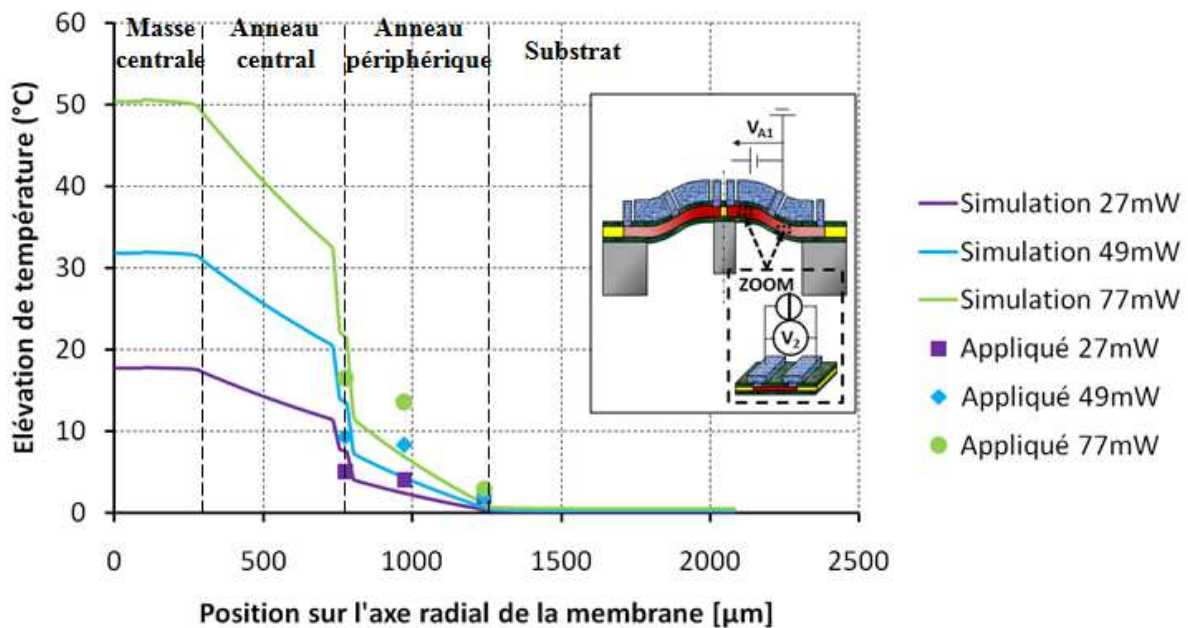 Masse
centrale
Anneau
central
Anneau
périphérique
Substrat
60
50
40
30
20
10
0
Elévation de température (°C)
0
500
1000
1500
2000
2500
Position sur l'axe radial de la membrane [µm]
VA1
ZOOM
V2
Simulation 27mW
Simulation 49mW
Simulation 77mW
Appliqué 27mW
Appliqué 49mW
Appliqué 77mW